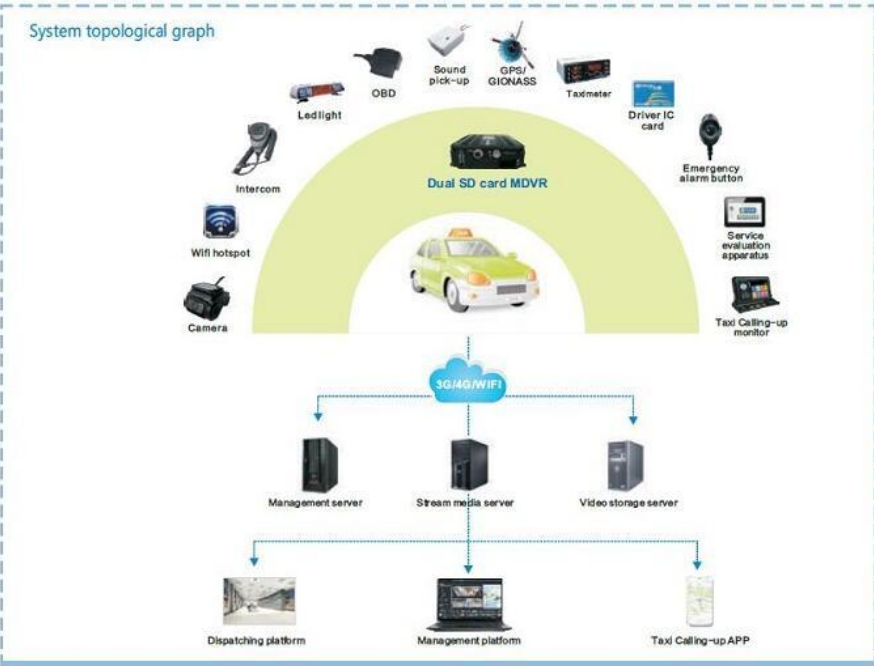 System topological graph
Sound
pick-up
GPS/
GIONASS
OBD
Taximeter
Led light
Driver IC
card
Intercom
Dual SD card MDVR
Emergency
alarm button
Wifi hotspot
Service
evaluation
apparatus
Camera
Taxi Calling-up
monitor
3G/4G/WIFI
Management server
Stream media server
Video storage server
Dispatching platform
Management platform
Taxi Calling-up APP